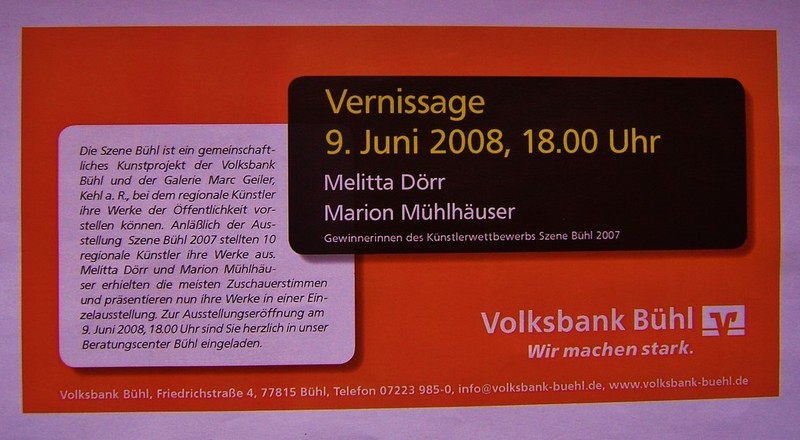 Vernissage
9. Juni 2008, 18.00 Uhr
Melitta Dörr
Marion Mühlhäuser
Gewinnerinnen des Künstlerwettbewerbs Szene Bühl 2007
Die Szene Bühl ist ein gemeinschaft-
liches Kunstprojekt der Volksbank
Bühl und der Galerie Marc Geiler,
Kehl a. R., bei dem regionale Künstler
ihre Werke der Öffentlichkeit vor-
stellen können. Anläßlich der Aus-
stellung Szene Bühl 2007 stellten 10
regionale Künstler ihre Werke aus.
Melitta Dörr und Marion Mühlhäu-
ser erhielten die meisten Zuschauerstimmen
und präsentieren nun ihre Werke in einer Ein-
zelausstellung. Zur Ausstellungseröffnung am
9. Juni 2008, 18.00 Uhr sind Sie herzlich in unser
Beratungscenter Bühl eingeladen.
Volksbank Bühl
Wir machen stark.
Volksbank Bühl, Friedrichstraße 4, 77815 Bühl, Telefon 07223 985-0, info@volksbank-buehl.de, www.volksbank-buehl.de